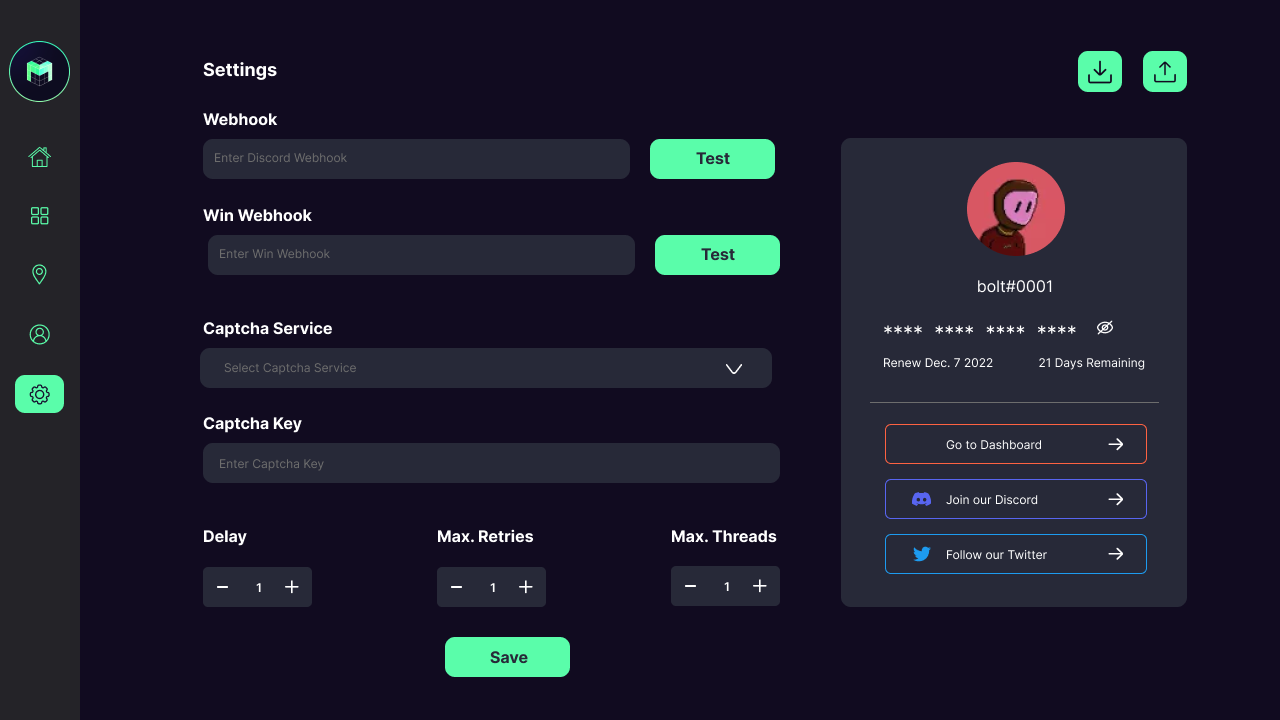 Settings
Webhook
Enter Discord Webhook
Test
Win Webhook
Enter Win Webhook
Test
Captcha Service
Select Captcha Service
Captcha Key
Enter Captcha Key
Delay
Max. Retries
Max. Threads
1
1
1
Save
bolt#0001
**** **** **** ****
Renew Dec. 7 2022
21 Days Remaining
Go to Dashboard
Join our Discord
Follow our Twitter